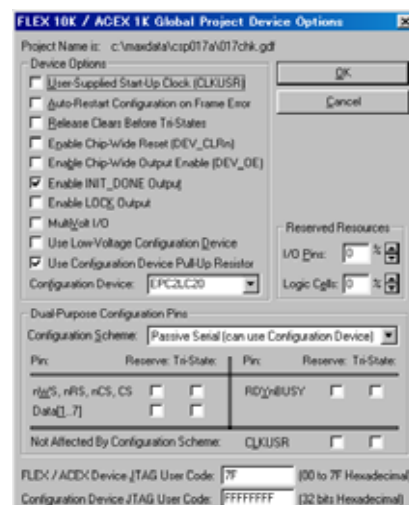 FLEX 10K / ACEX 1K Global Project Device Options
Project Name is: c:\maxdata\csp017a\017chk.gdf
Device Options
User-Supplied Start-Up Clock (CLKUSR)
Auto-Restart Configuration on Frame Error
Release Clears Before Tri-States
Enable Chip-Wide Reset (DEV_CLRn)
Enable Chip-Wide Output Enable (DEV_OE)
Enable INIT_DONE Output
Enable LOCK Output
MultiVolt I/O
Use Low-Voltage Configuration Device
Use Configuration Device Pull-Up Resistor
Configuration Device: EPC2LC20
OK
Cancel
Reserved Resources
I/O Pins: 0 %
Logic Cells: 0 %
Dual-Purpose Configuration Pins
Configuration Scheme: Passive Serial (can use Configuration Device)
Pin: Reserve: Tri-State: Pin: Reserve: Tri-State:
nWS, nRS, nCS, CS RDYnBUSY
Data[1..7]
Not Affected By Configuration Scheme: CLKUSR
FLEX / ACEX Device JTAG User Code: 7F (00 to 7F Hexadecimal)
Configuration Device JTAG User Code: FFFFFFFF (32 bits Hexadecimal)